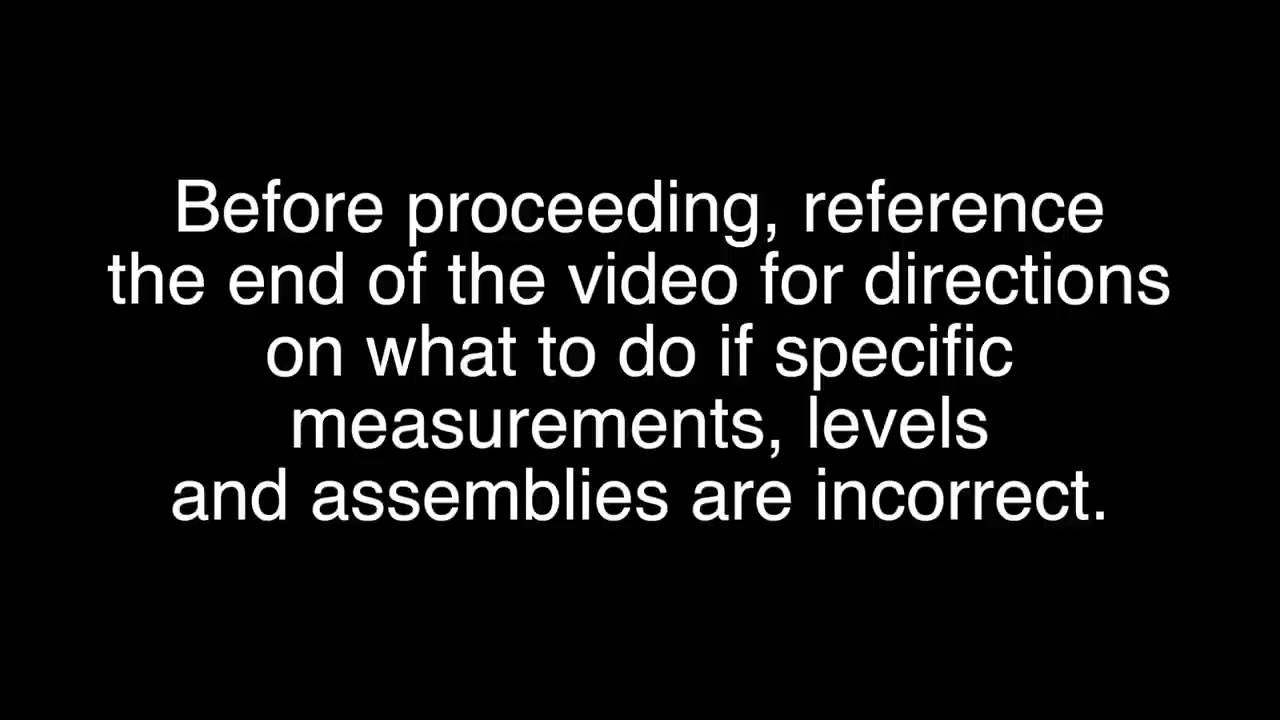 Before proceeding, reference
the end of the video for directions
on what to do if specific
measurements, levels
and assemblies are incorrect.